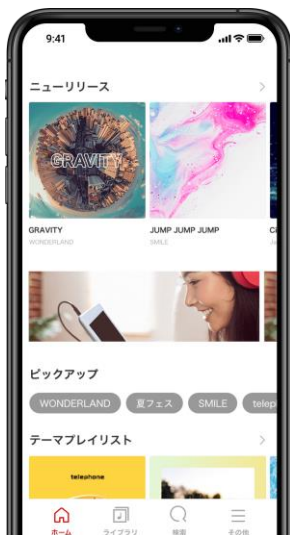 9:41
ニューリリース
GRAVITY
GRAVITY
WONDERLAND
JUMP JUMP JUMP
SMILE
ピックアップ
WONDERLAND 夏フェス SMILE telep
テーマプレイリスト
telephone
ホーム ライブラリ 検索 その他